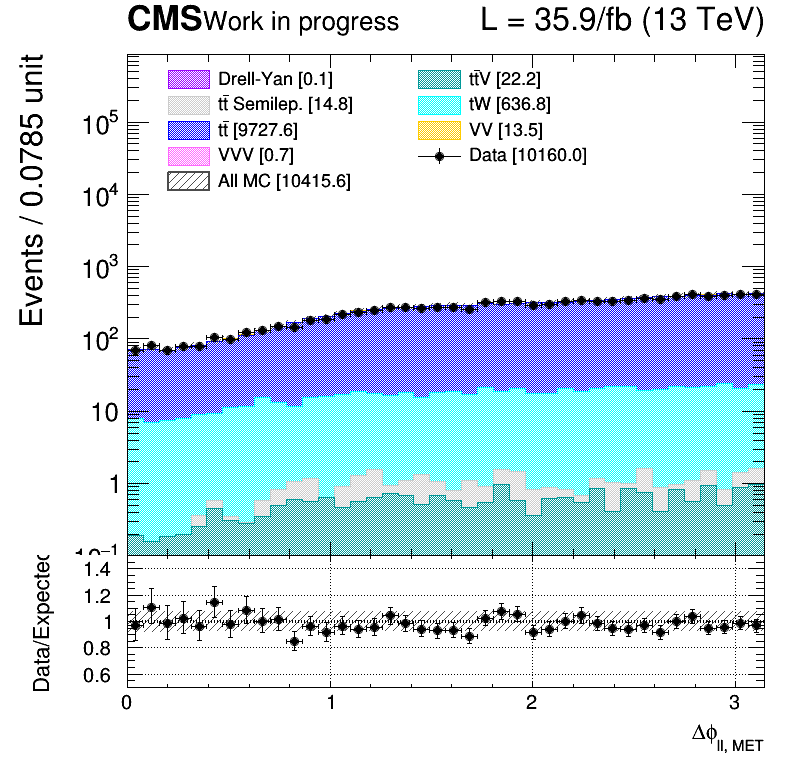 CMS Work in progress L = 35.9/fb (13 TeV)
Events / 0.0785 unit
Drell-Yan [0.1]
tt̄ Semilep. [14.8]
tt̄ [9727.6]
VVV [0.7]
All MC [10415.6]
tt̄V [22.2]
tW [636.8]
VV [13.5]
Data [10160.0]
10⁵
10⁴
10³
10²
10
1
10⁻¹
Data/Expected
1.4
1.2
1
0.8
0.6
0 1 2 3
Δϕll, MET